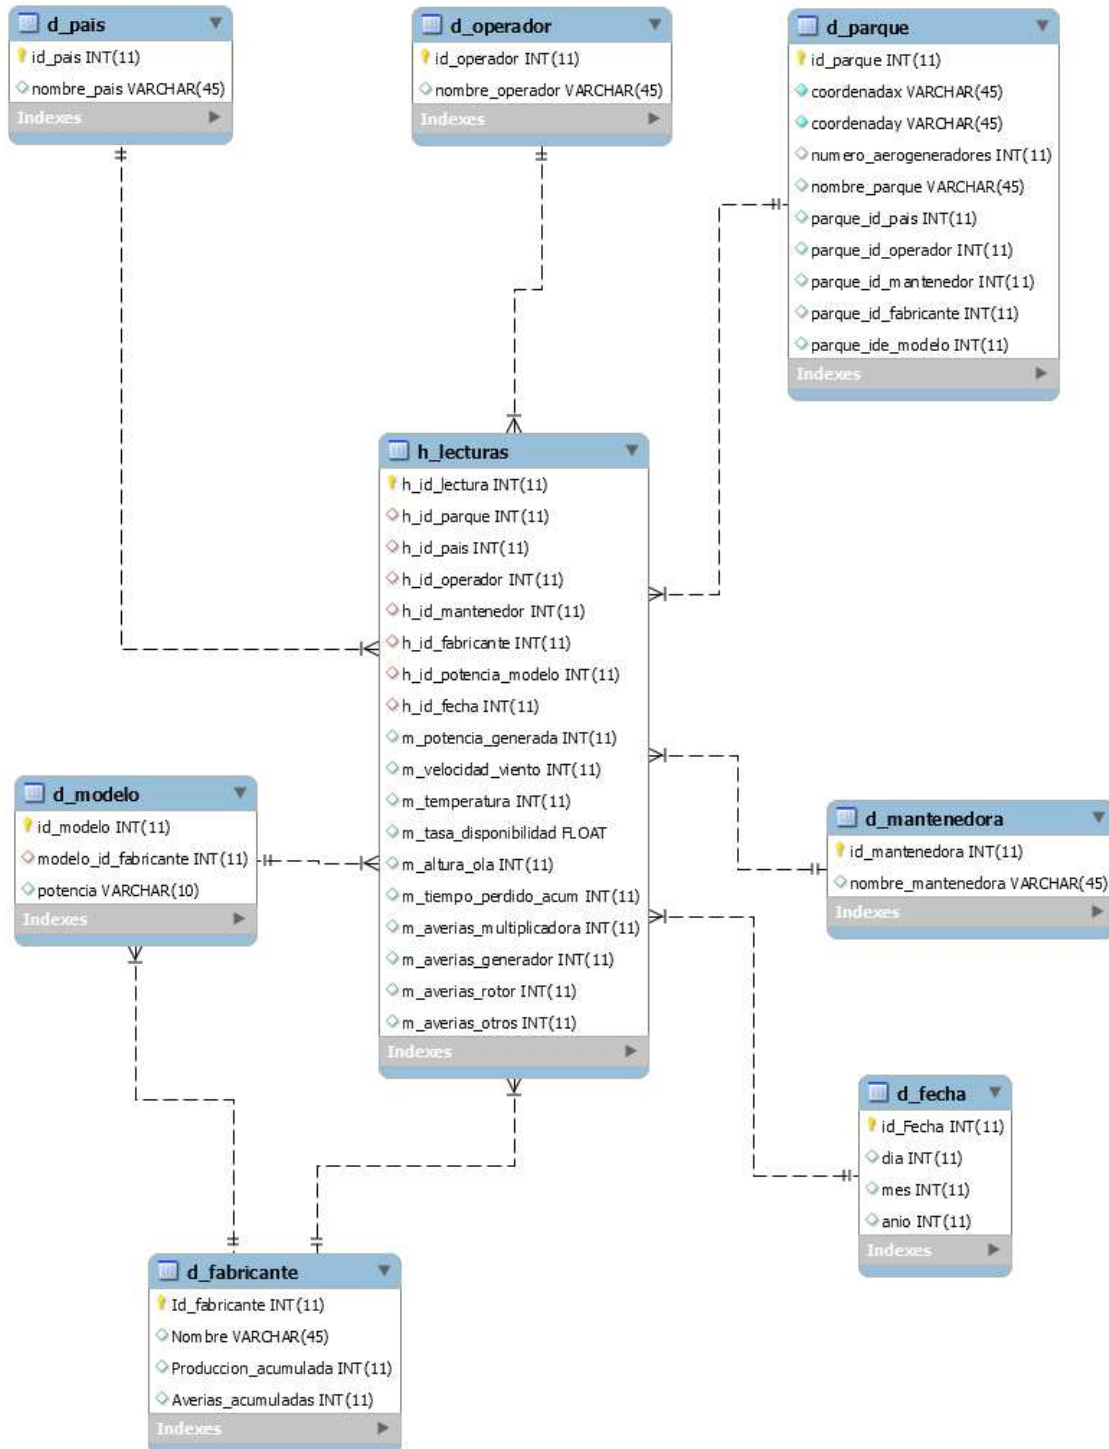 d_pais
id_pais INT(11)
nombre_pais VARCHAR(45)
Indexes
d_operador
id_operador INT(11)
nombre_operador VARCHAR(45)
Indexes
d_parque
id_parque INT(11)
coordenadax VARCHAR(45)
coordenaday VARCHAR(45)
numero_aerogeneradores INT(11)
nombre_parque VARCHAR(45)
parque_id_pais INT(11)
parque_id_operador INT(11)
parque_id_mantenedor INT(11)
parque_id_fabricante INT(11)
parque_ide_modelo INT(11)
Indexes
h_lecturas
h_id_lectura INT(11)
h_id_parque INT(11)
h_id_pais INT(11)
h_id_operador INT(11)
h_id_mantenedor INT(11)
h_id_fabricante INT(11)
h_id_potencia_modelo INT(11)
h_id_fecha INT(11)
m_potencia_generada INT(11)
m_velocidad_viento INT(11)
m_temperatura INT(11)
m_tasa_disponibilidad FLOAT
m_altura_ola INT(11)
m_tiempo_perdido_acum INT(11)
m_averias_multiplicadora INT(11)
m_averias_generador INT(11)
m_averias_rotor INT(11)
m_averias_otros INT(11)
Indexes
d_modelo
id_modelo INT(11)
modelo_id_fabricante INT(11)
potencia VARCHAR(10)
Indexes
d_mantenedora
id_mantenedora INT(11)
nombre_mantenedora VARCHAR(45)
Indexes
d_fecha
id_Fecha INT(11)
dia INT(11)
mes INT(11)
anio INT(11)
Indexes
d_fabricante
Id_fabricante INT(11)
Nombre VARCHAR(45)
Produccion_acumulada INT(11)
Averias_acumuladas INT(11)
Indexes